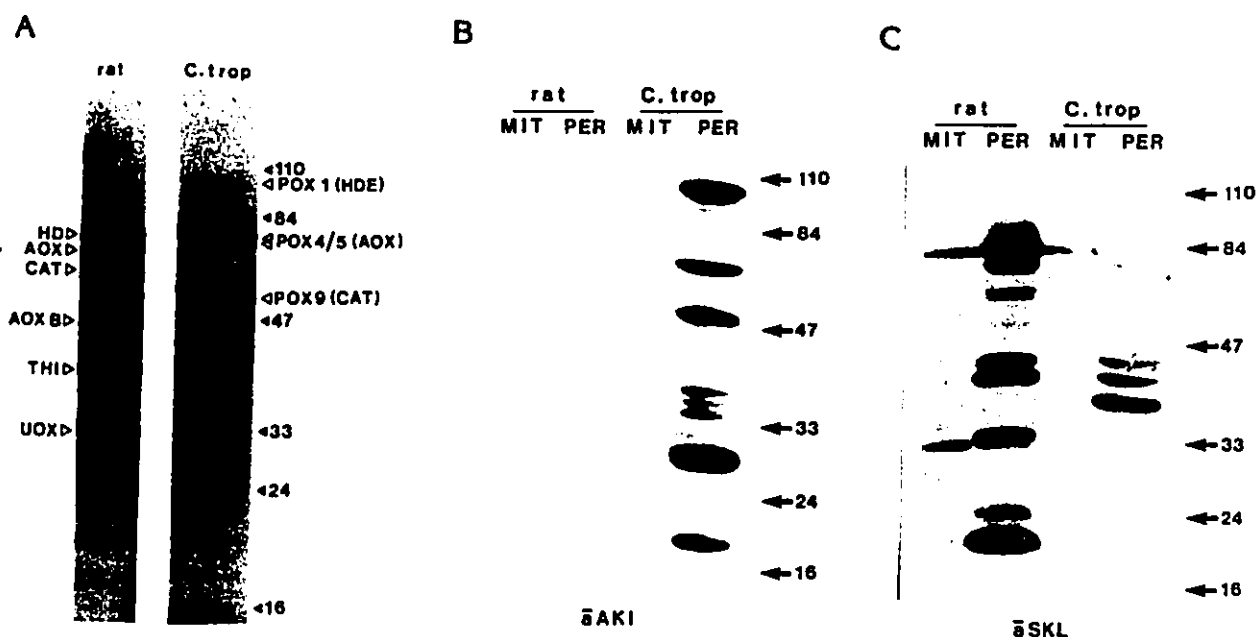 A
rat C.trop
◄110
◁POX 1 (HDE)
◄84
HD▷
AOX▷
◁POX4/5 (AOX)
CAT▷
◁POX9 (CAT)
AOX B▷
◄47
THI▷
UOX▷
◄33
◄24
◄16
B
rat C. trop
MIT PER MIT PER
110
84
47
33
24
16
āAKI
C
rat C.trop
MIT PER MIT PER
110
84
47
33
24
16
āSKL